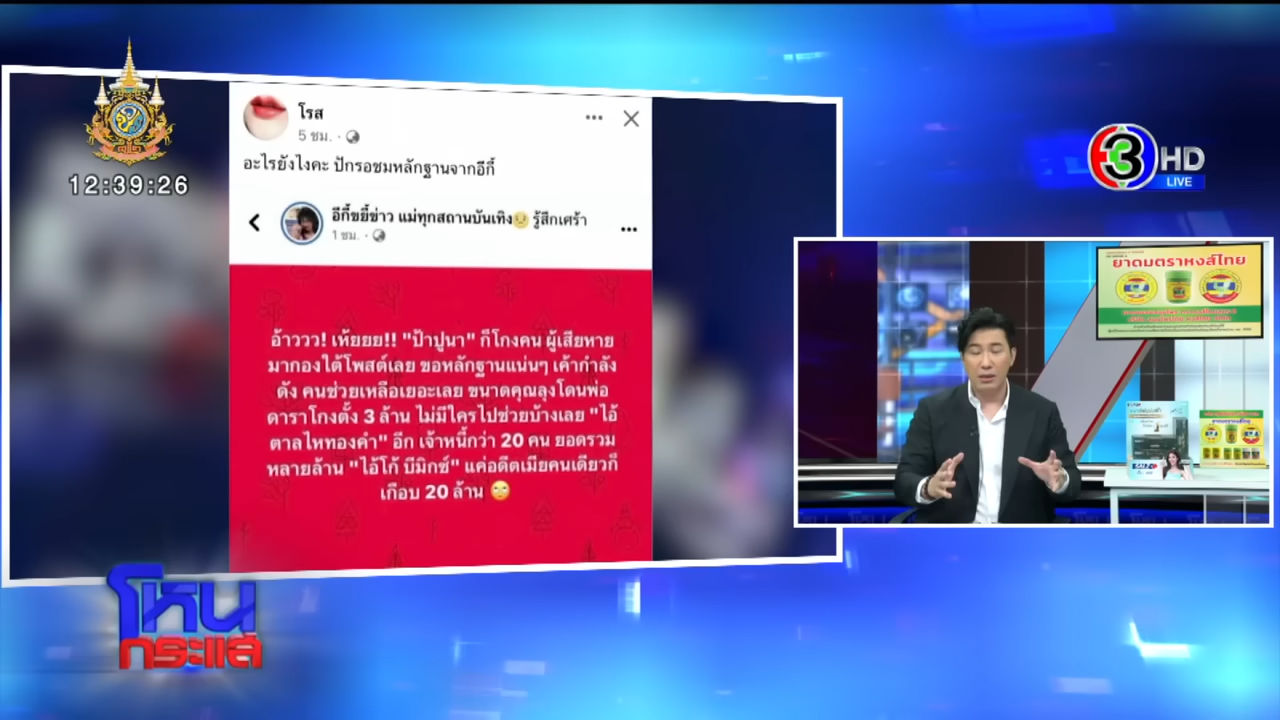 12:39:26
โรส
5 ชม.
อะไรยังไงคะ ปักรอชมหลักฐานจากอีกี้
อีกี้ขยี้ข่าว แม่ทุกสถานบันเทิง😔 รู้สึกเศร้า
1 ชม.
อ้าววว! เห้ยยย!! "ป้าปูนา" ก็โกงคน ผู้เสียหาย
มากองใต้โพสต์เลย ขอหลักฐานแน่นๆ เค้ากำลัง
ดัง คนช่วยเหลือเยอะเลย ขนาดคุณลุงโดนพ่อ
ดาราโกงตั้ง 3 ล้าน ไม่มีใครไปช่วยบ้างเลย "ไอ้
ตาลไหทองคำ" อีก เจ้าหนี้กว่า 20 คน ยอดรวม
หลายล้าน "ไอ้โก้ บีมิกซ์" แค่อดีตเมียคนเดียวก็
เกือบ 20 ล้าน 🙄
3 HD
LIVE
ยาดมตราหงส์ไทย
โหน
กระแส